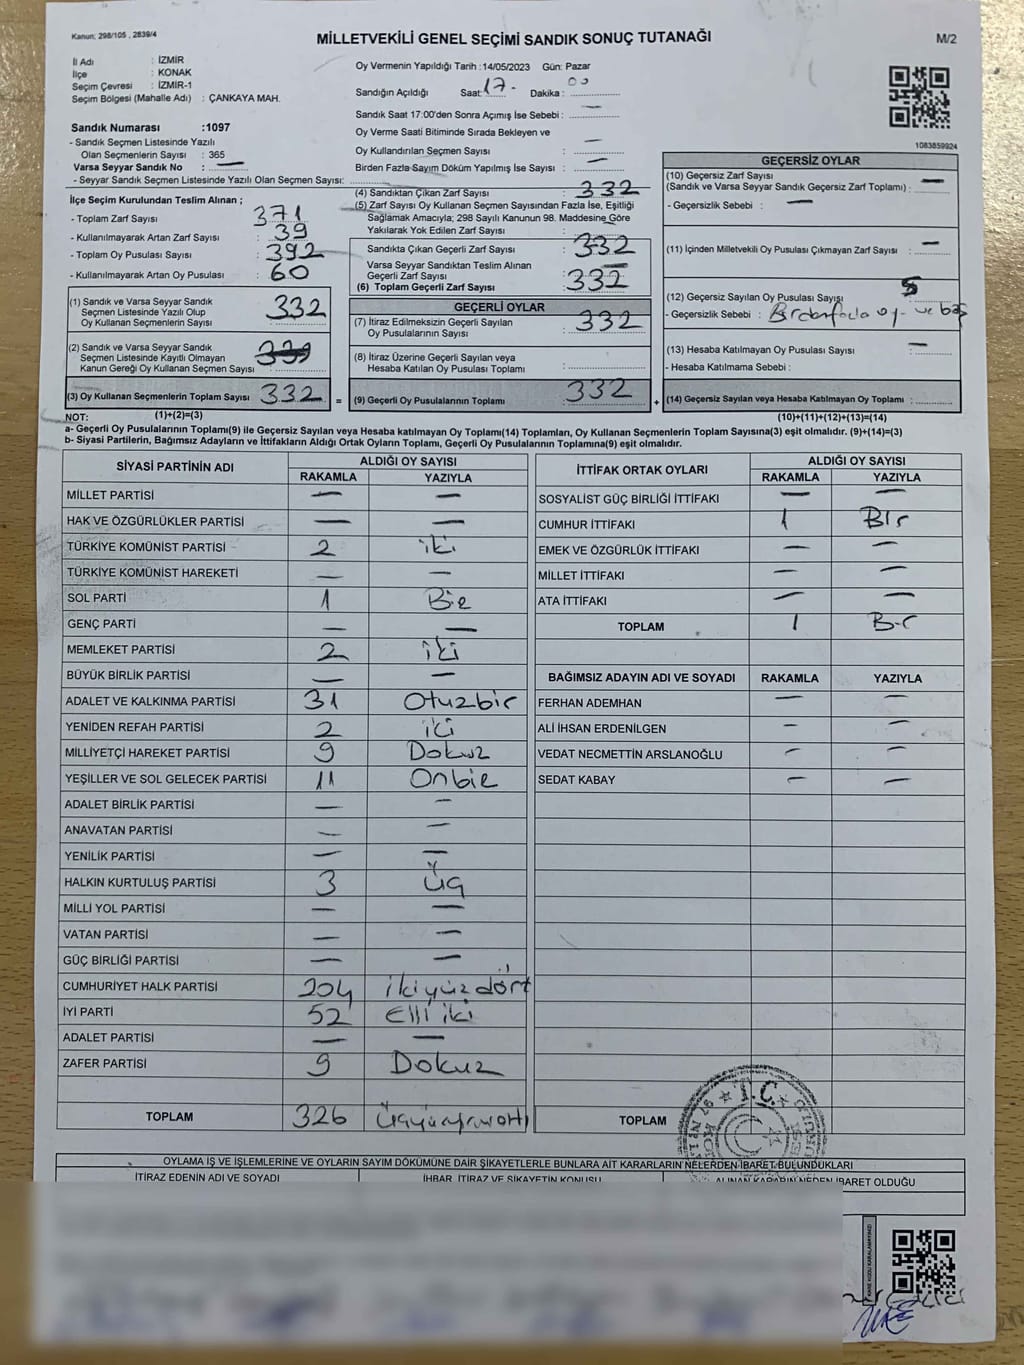 Kanun: 298/105 , 2839/4
MİLLETVEKİLİ GENEL SEÇİMİ SANDIK SONUÇ TUTANAĞI
M/2
İl Adı : İZMİR
İlçe : KONAK
Seçim Çevresi : İZMİR-1
Seçim Bölgesi (Mahalle Adı) : ÇANKAYA MAH.
Sandık Numarası :1097
- Sandık Seçmen Listesinde Yazılı
Olan Seçmenlerin Sayısı : 365
Varsa Seyyar Sandık No : —
- Seyyar Sandık Seçmen Listesinde Yazılı Olan Seçmen Sayısı:
İlçe Seçim Kurulundan Teslim Alınan ;
- Toplam Zarf Sayısı : 371
- Kullanılmayarak Artan Zarf Sayısı : 39
- Toplam Oy Pusulası Sayısı : 392
- Kullanılmayarak Artan Oy Pusulası : 60
(1) Sandık ve Varsa Seyyar Sandık
Seçmen Listesinde Yazılı Olup
Oy Kullanan Seçmenlerin Sayısı : 332
(2) Sandık ve Varsa Seyyar Sandık
Seçmen Listesinde Kayıtlı Olmayan
Kanun Gereği Oy Kullanan Seçmen Sayısı :
(3) Oy Kullanan Seçmenlerin Toplam Sayısı 332 =
Oy Vermenin Yapıldığı Tarih :14/05/2023 Gün: Pazar
Sandığın Açıldığı Saat: 17- Dakika : 00
Sandık Saat 17:00'den Sonra Açımış İse Sebebi : —
Oy Verme Saati Bitiminde Sırada Bekleyen ve
Oy Kullandırılan Seçmen Sayısı : —
Birden Fazla Sayım Döküm Yapılmış İse Sayısı : —
(4) Sandıktan Çıkan Zarf Sayısı : 332
(5) Zarf Sayısı Oy Kullanan Seçmen Sayısından Fazla İse, Eşitliği
Sağlamak Amacıyla; 298 Sayılı Kanunun 98. Maddesine Göre
Yakılarak Yok Edilen Zarf Sayısı :
Sandıkta Çıkan Geçerli Zarf Sayısı : 332
Varsa Seyyar Sandıktan Teslim Alınan
Geçerli Zarf Sayısı : —
(6) Toplam Geçerli Zarf Sayısı : 332
GEÇERLİ OYLAR
(7) İtiraz Edilmeksizin Geçerli Sayılan
Oy Pusulalarının Sayısı : 332
(8) İtiraz Üzerine Geçerli Sayılan veya
Hesaba Katılan Oy Pusulası Toplamı :
(9) Geçerli Oy Pusulalarının Toplamı : 332 +
1083859924
GEÇERSİZ OYLAR
(10) Geçersiz Zarf Sayısı
(Sandık ve Varsa Seyyar Sandık Geçersiz Zarf Toplamı) : —
- Geçersizlik Sebebi : —
(11) İçinden Milletvekili Oy Pusulası Çıkmayan Zarf Sayısı : —
(12) Geçersiz Sayılan Oy Pusulası Sayısı : 5
- Geçersizlik Sebebi : Birdenfazla oy
(13) Hesaba Katılmayan Oy Pusulası Sayısı : —
- Hesaba Katılmama Sebebi :
(14) Geçersiz Sayılan veya Hesaba Katılmayan Oy Toplamı :
NOT: (1)+(2)=(3) (10)+(11)+(12)+(13)=(14)
a- Geçerli Oy Pusulalarının Toplamı(9) ile Geçersiz Sayılan veya Hesaba katılmayan Oy Toplamı(14) Toplamları, Oy Kullanan Seçmenlerin Toplam Sayısına(3) eşit olmalıdır. (9)+(14)=(3)
b- Siyasi Partilerin, Bağımsız Adayların ve İttifakların Aldığı Ortak Oyların Toplamı, Geçerli Oy Pusulalarının Toplamına(9) eşit olmalıdır.
SİYASİ PARTİNİN ADI ALDIĞI OY SAYISI
RAKAMLA YAZIYLA
MİLLET PARTİSİ — —
HAK VE ÖZGÜRLÜKLER PARTİSİ — —
TÜRKİYE KOMÜNİST PARTİSİ 2 iki
TÜRKİYE KOMÜNİST HAREKETİ — —
SOL PARTİ 1 Bir
GENÇ PARTİ — —
MEMLEKET PARTİSİ 2 iki
BÜYÜK BİRLİK PARTİSİ — —
ADALET VE KALKINMA PARTİSİ 31 Otuzbir
YENİDEN REFAH PARTİSİ 2 iki
MİLLİYETÇİ HAREKET PARTİSİ 9 Dokuz
YEŞİLLER VE SOL GELECEK PARTİSİ 11 Onbir
ADALET BİRLİK PARTİSİ — —
ANAVATAN PARTİSİ — —
YENİLİK PARTİSİ — —
HALKIN KURTULUŞ PARTİSİ 3 üç
MİLLİ YOL PARTİSİ — —
VATAN PARTİSİ — —
GÜÇ BİRLİĞİ PARTİSİ — —
CUMHURİYET HALK PARTİSİ 204 ikiyüzdört
İYİ PARTİ 52 Elli iki
ADALET PARTİSİ — —
ZAFER PARTİSİ 9 Dokuz
TOPLAM 326
İTTİFAK ORTAK OYLARI ALDIĞI OY SAYISI
RAKAMLA YAZIYLA
SOSYALİST GÜÇ BİRLİĞİ İTTİFAKI — —
CUMHUR İTTİFAKI 1 Bir
EMEK VE ÖZGÜRLÜK İTTİFAKI — —
MİLLET İTTİFAKI — —
ATA İTTİFAKI — —
TOPLAM 1 Bir
BAĞIMSIZ ADAYIN ADI VE SOYADI RAKAMLA YAZIYLA
FERHAN ADEMHAN — —
ALİ İHSAN ERDENİLGEN — —
VEDAT NECMETTİN ARSLANOĞLU — —
SEDAT KABAY — —
TOPLAM
T.C.
OYLAMA İŞ VE İŞLEMLERİNE VE OYLARIN SAYIM DÖKÜMÜNE DAİR ŞİKAYETLERLE BUNLARA AİT KARARLARIN NELERDEN İBARET BULUNDUKLARI
İTİRAZ EDENİN ADI VE SOYADI İHBAR, İTİRAZ VE ŞİKAYETİN KONUSU ALINAN KARARIN NEDEN İBARET OLDUĞU